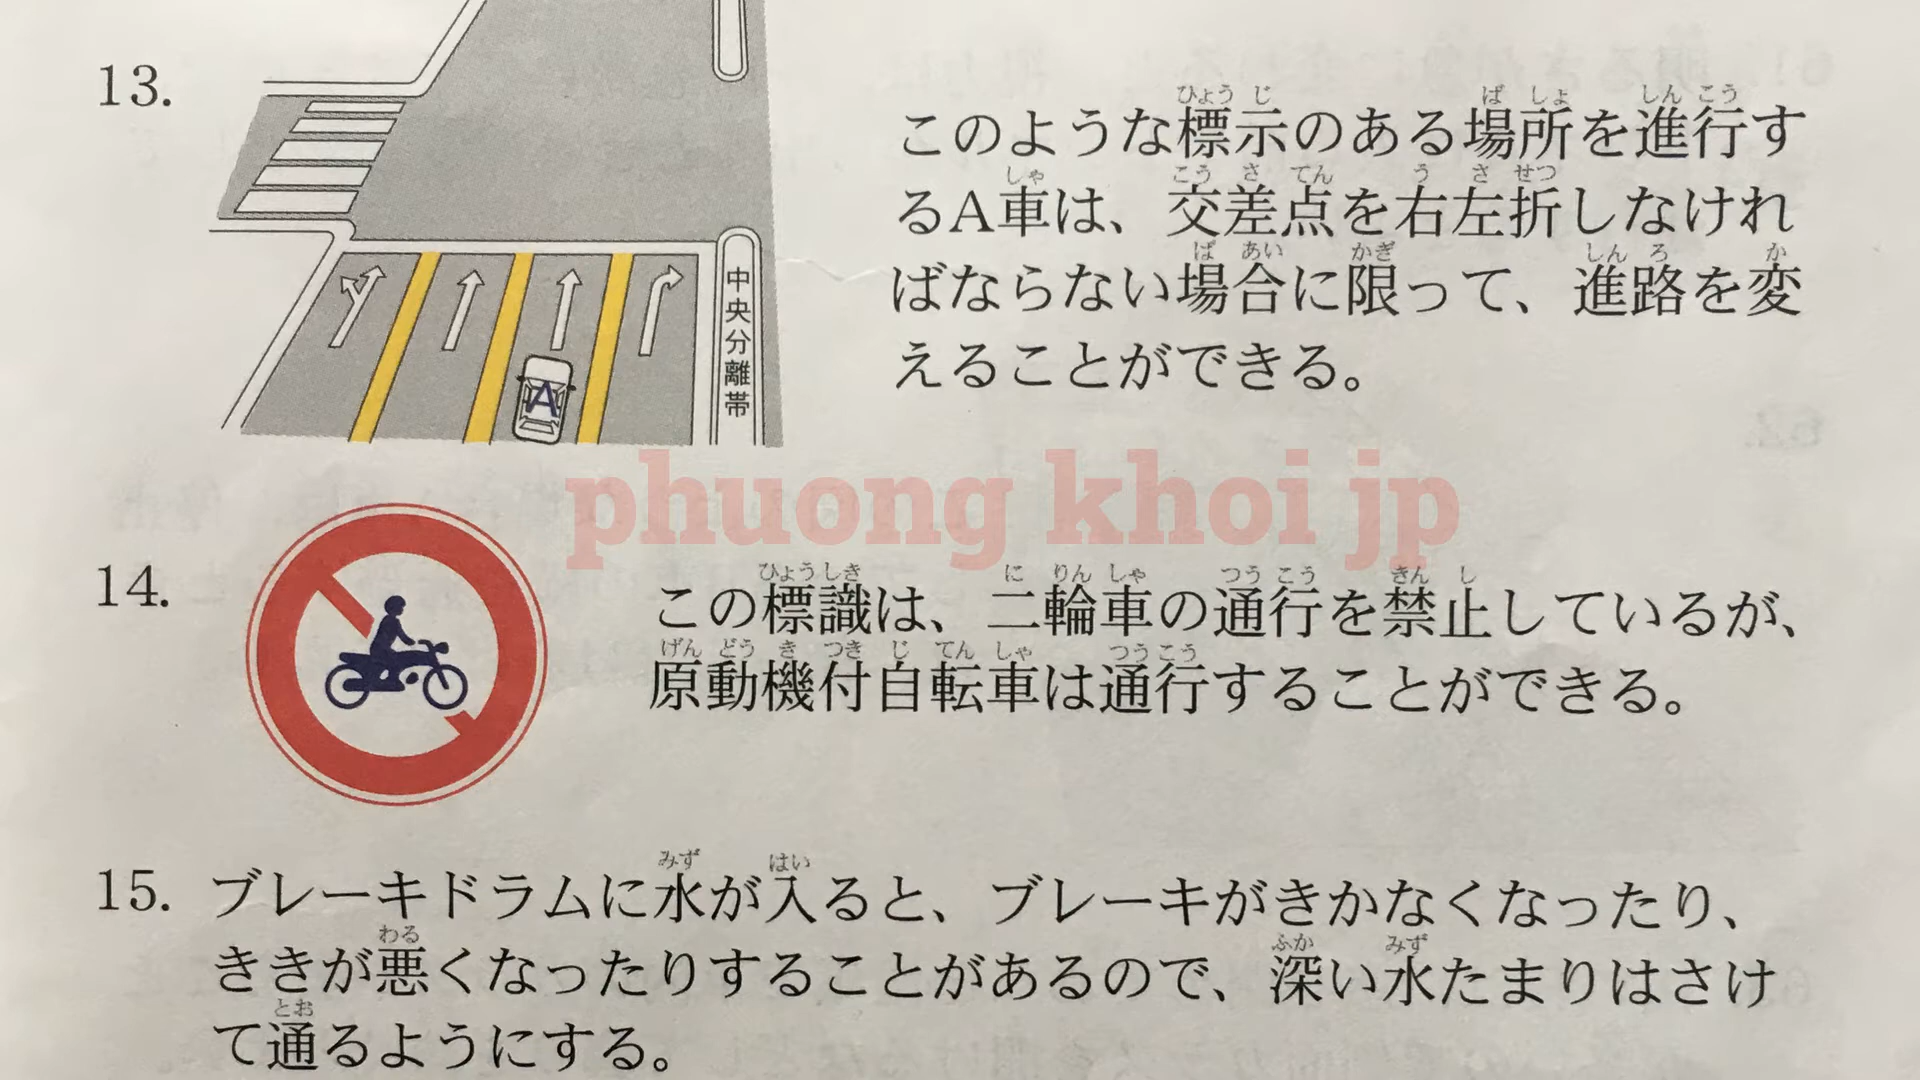 13.
このような標示のある場所を進行す
るA車は、交差点を右左折しなけれ
ばならない場合に限って、進路を変
えることができる。
中央分離帯
A
phuong khoi jp
14.
この標識は、二輪車の通行を禁止しているが、
原動機付自転車は通行することができる。
15. ブレーキドラムに水が入ると、ブレーキがきかなくなったり、
ききが悪くなったりすることがあるので、深い水たまりはさけ
て通るようにする。